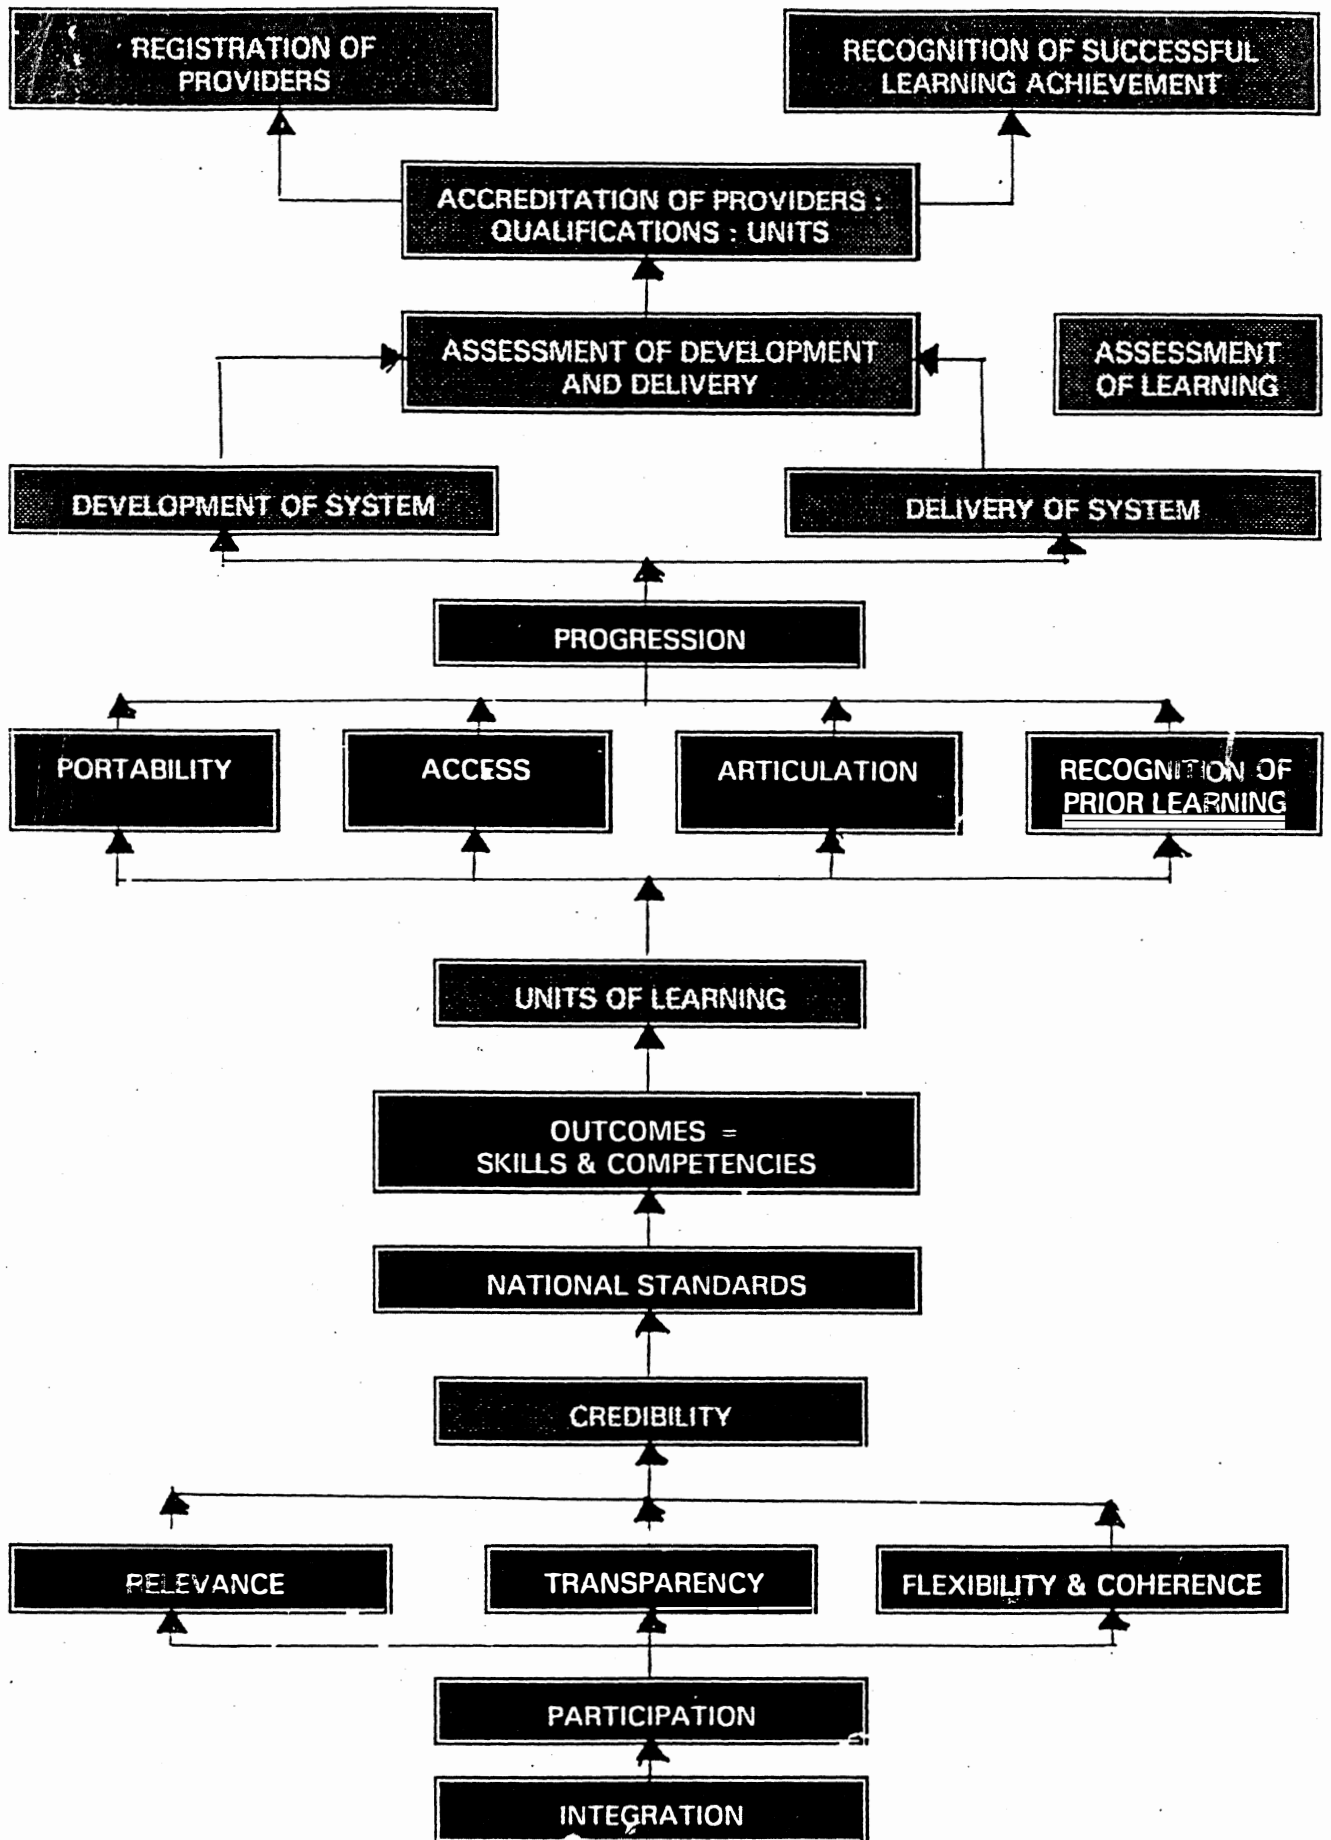 REGISTRATION OF
PROVIDERS
RECOGNITION OF SUCCESSFUL
LEARNING ACHIEVEMENT
ACCREDITATION OF PROVIDERS :
QUALIFICATIONS : UNITS
ASSESSMENT OF DEVELOPMENT
AND DELIVERY
ASSESSMENT
OF LEARNING
DEVELOPMENT OF SYSTEM
DELIVERY OF SYSTEM
PROGRESSION
PORTABILITY
ACCESS
ARTICULATION
RECOGNITION OF
PRIOR LEARNING
UNITS OF LEARNING
OUTCOMES =
SKILLS & COMPETENCIES
NATIONAL STANDARDS
CREDIBILITY
RELEVANCE
TRANSPARENCY
FLEXIBILITY & COHERENCE
PARTICIPATION
INTEGRATION